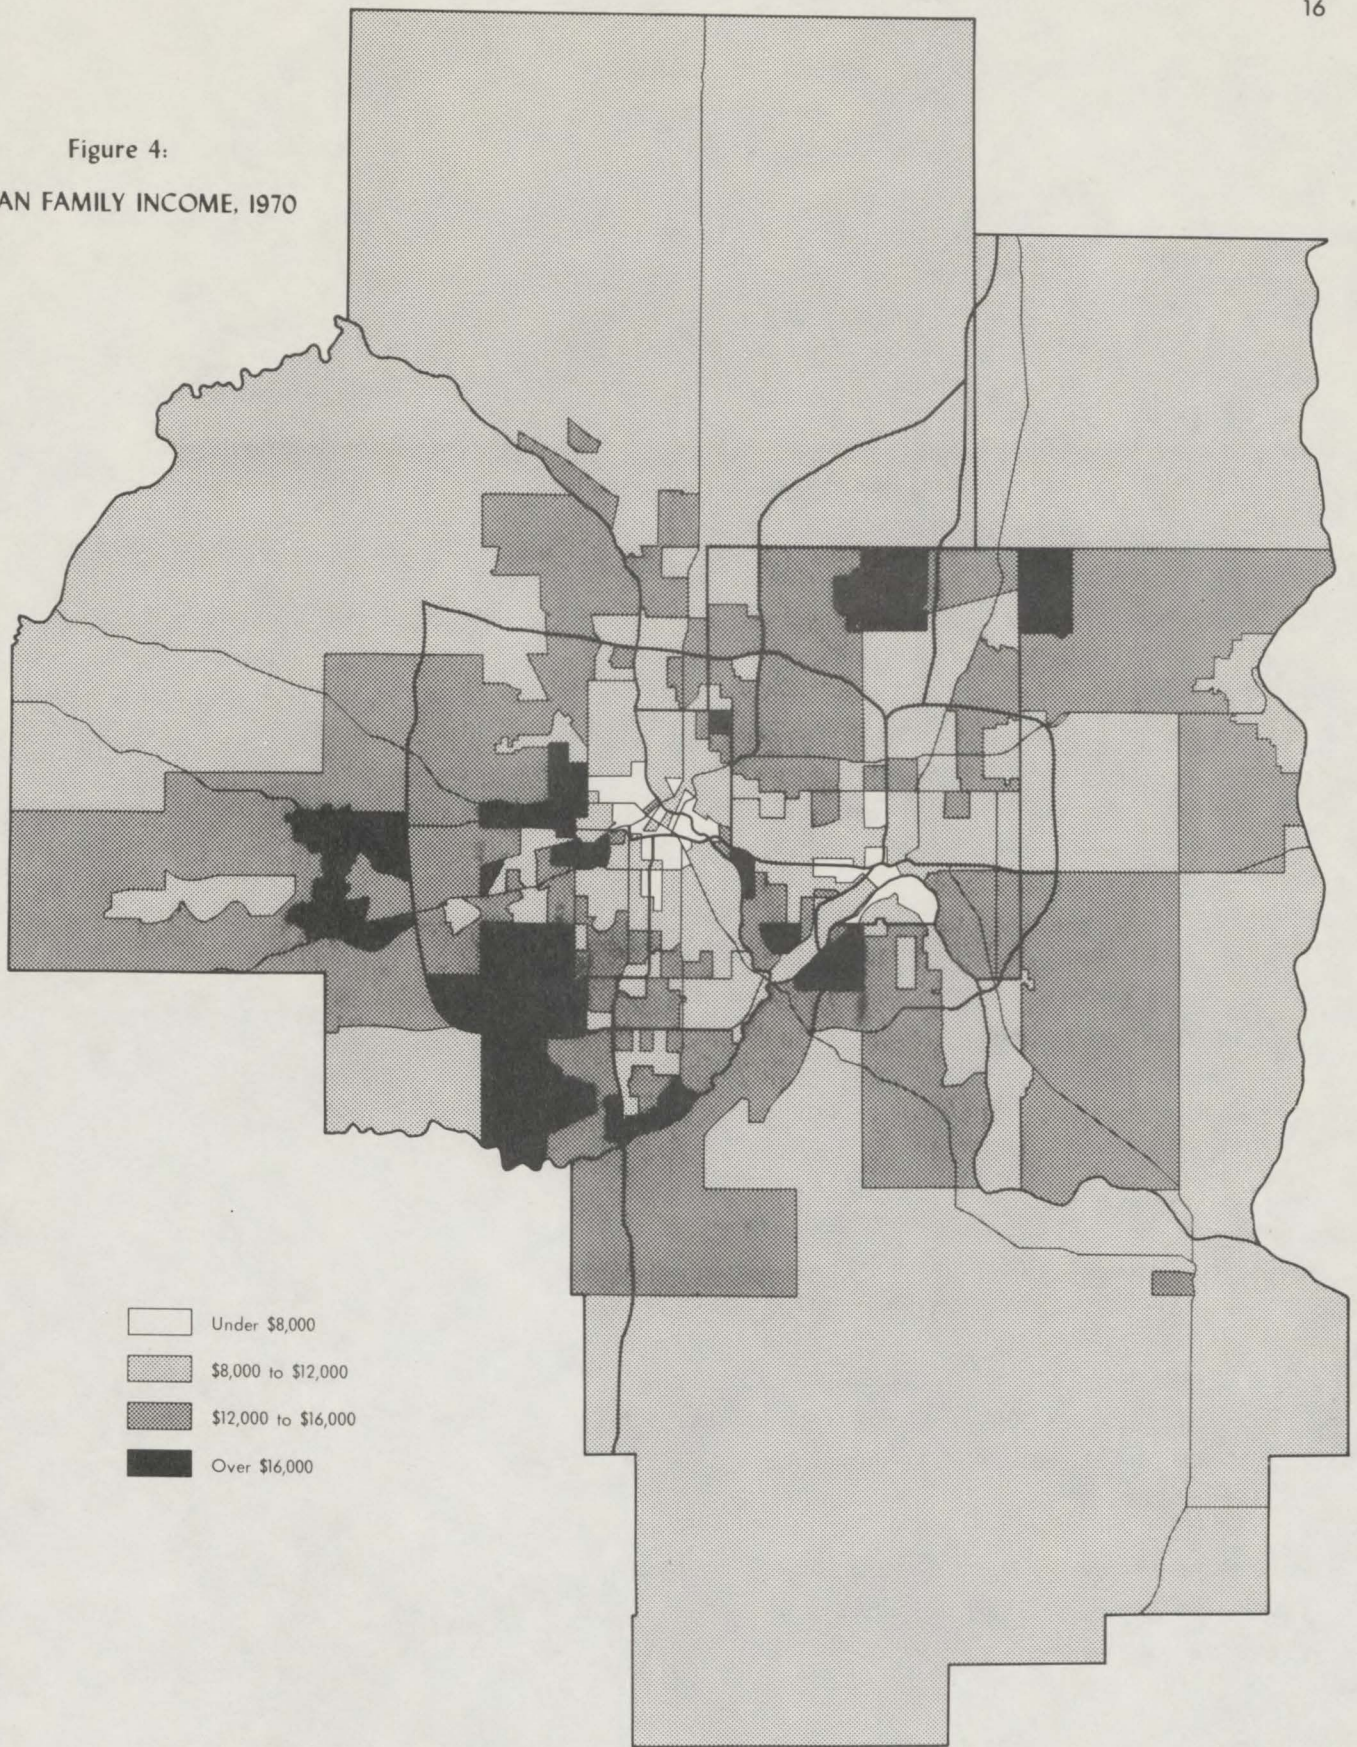 16
Figure 4:
AN FAMILY INCOME, 1970
Under $8,000
$8,000 to $12,000
$12,000 to $16,000
Over $16,000